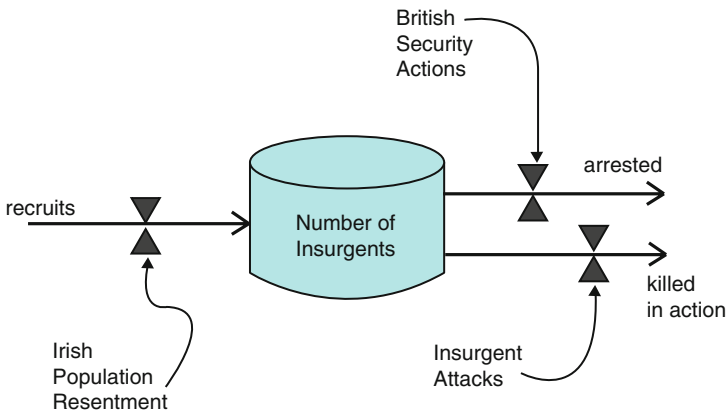 British
Security
Actions
arrested
recruits
Number of
Insurgents
killed
in action
Irish
Population
Resentment
Insurgent
Attacks